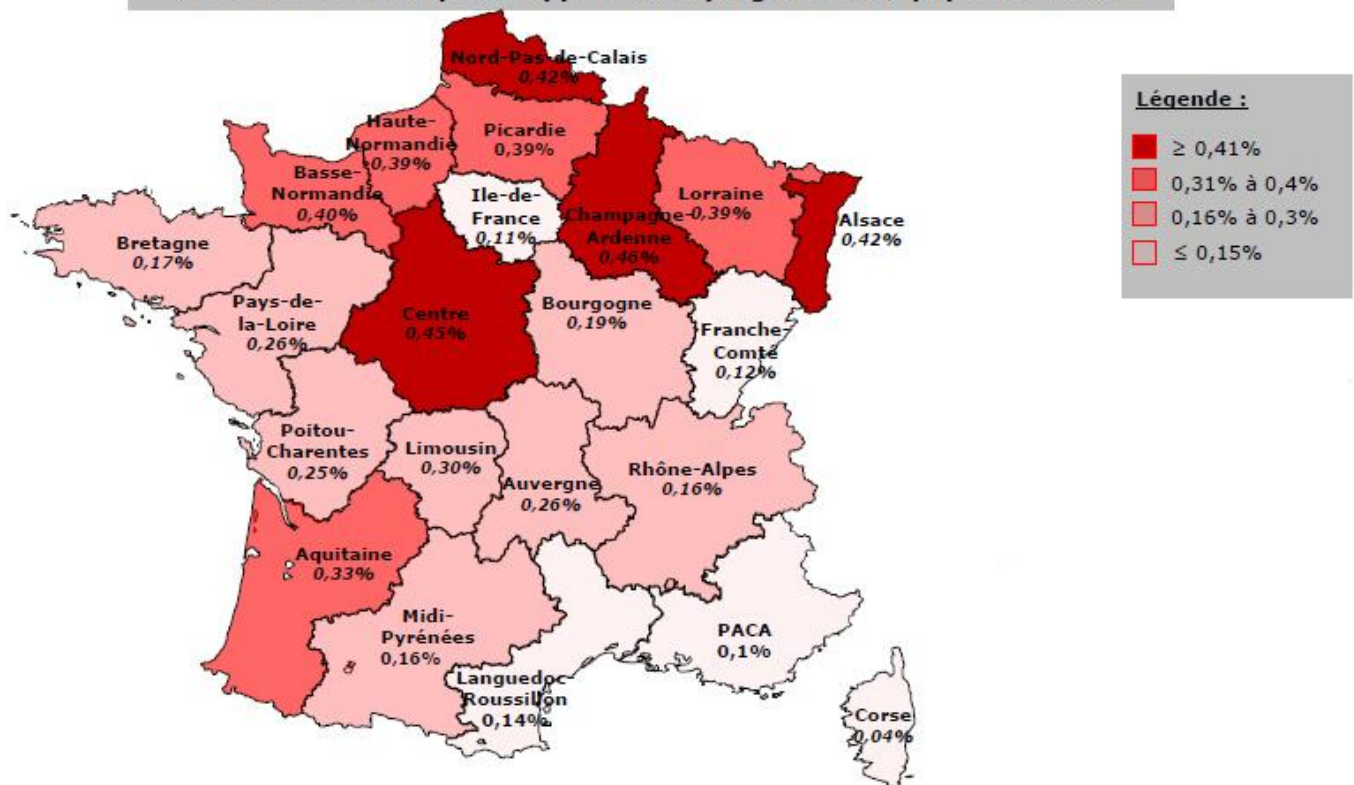 Nord-Pas-de-Calais
0,42%
Haute-
Normandie
0,39%
Picardie
0,39%
Basse-
Normandie
0,40%
Ile-de-
France
0,11%
Champagne-
Ardenne
0,46%
Lorraine
0,39%
Alsace
0,42%
Bretagne
0,17%
Pays-de-
la-Loire
0,26%
Centre
0,45%
Bourgogne
0,19%
Franche-
Comté
0,12%
Poitou-
Charentes
0,25%
Limousin
0,30%
Auvergne
0,26%
Rhône-Alpes
0,16%
Aquitaine
0,33%
Midi-
Pyrénées
0,16%
Languedoc
Roussillon
0,14%
PACA
0,1%
Corse
0,04%
Légende :
≥ 0,41%
0,31% à 0,4%
0,16% à 0,3%
≤ 0,15%